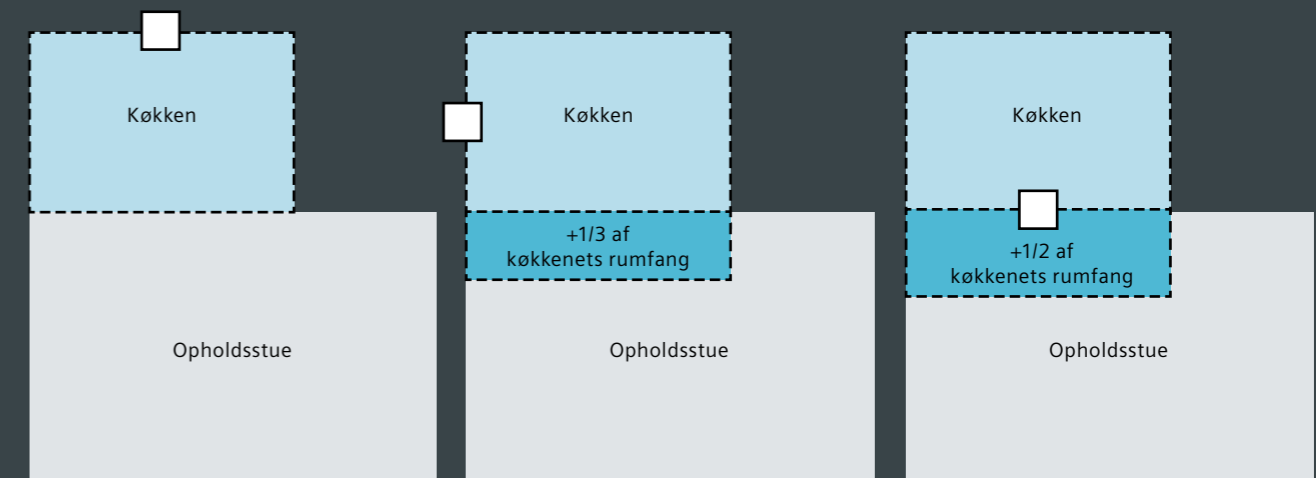 Køkken
Køkken
Køkken
+1/3 af
køkkenets rumfang
+1/2 af
køkkenets rumfang
Opholdsstue
Opholdsstue
Opholdsstue